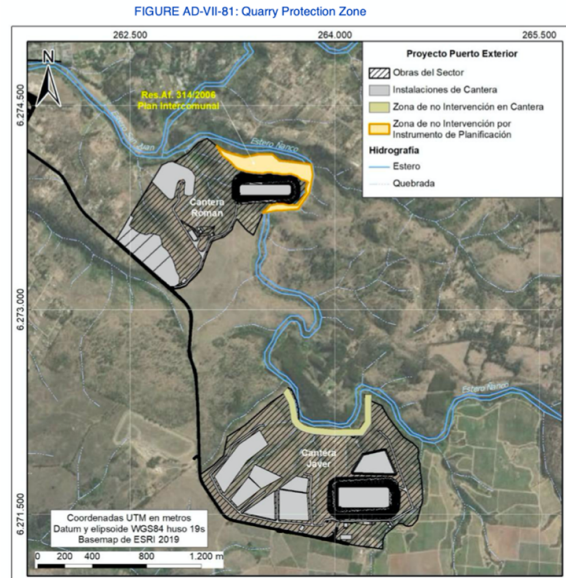 FIGURE AD-VII-81: Quarry Protection Zone
262.500
264.000
265.500
N
6.274.500
6.273.000
6.271.500
Proyecto Puerto Exterior
Obras del Sector
Instalaciones de Cantera
Zona de no Intervención en Cantera
Zona de no Intervención por
Instrumento de Planificación
Hidrografía
Estero
Quebrada
Res.Af. 314/2006
Plan Intercomunal
Estero Ñanco
Cantera
Roman
Estero Ñanco
Cantera
Javer
Coordenadas UTM en metros
Datum y elipsoide WGS84 huso 19s
Basemap de ESRI 2019
0 200 400 800 1.200 m